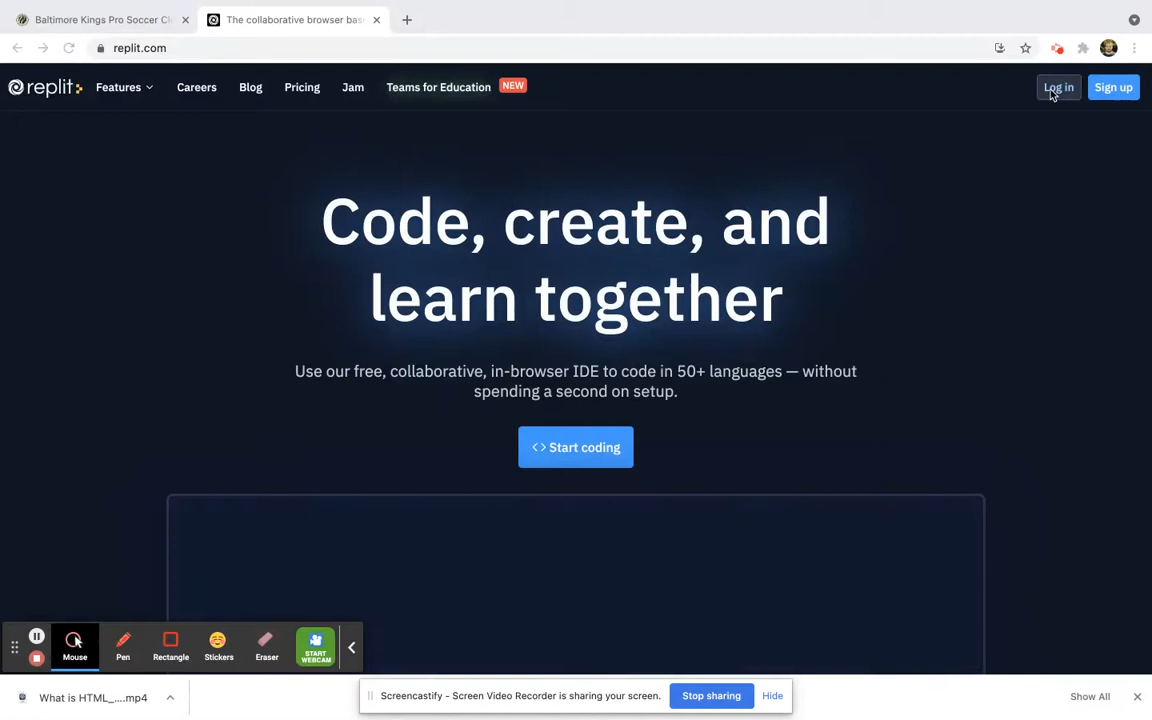 Baltimore Kings Pro Soccer Cl
The collaborative browser bas
replit.com
replit:
Features
Careers
Blog
Pricing
Jam
Teams for Education
NEW
Log in
Sign up
Code, create, and
learn together
Use our free, collaborative, in-browser IDE to code in 50+ languages — without
spending a second on setup.
<> Start coding
Mouse
Pen
Rectangle
Stickers
Eraser
START
WEBCAM
What is HTML_....mp4
Screencastify - Screen Video Recorder is sharing your screen.
Stop sharing
Hide
Show All